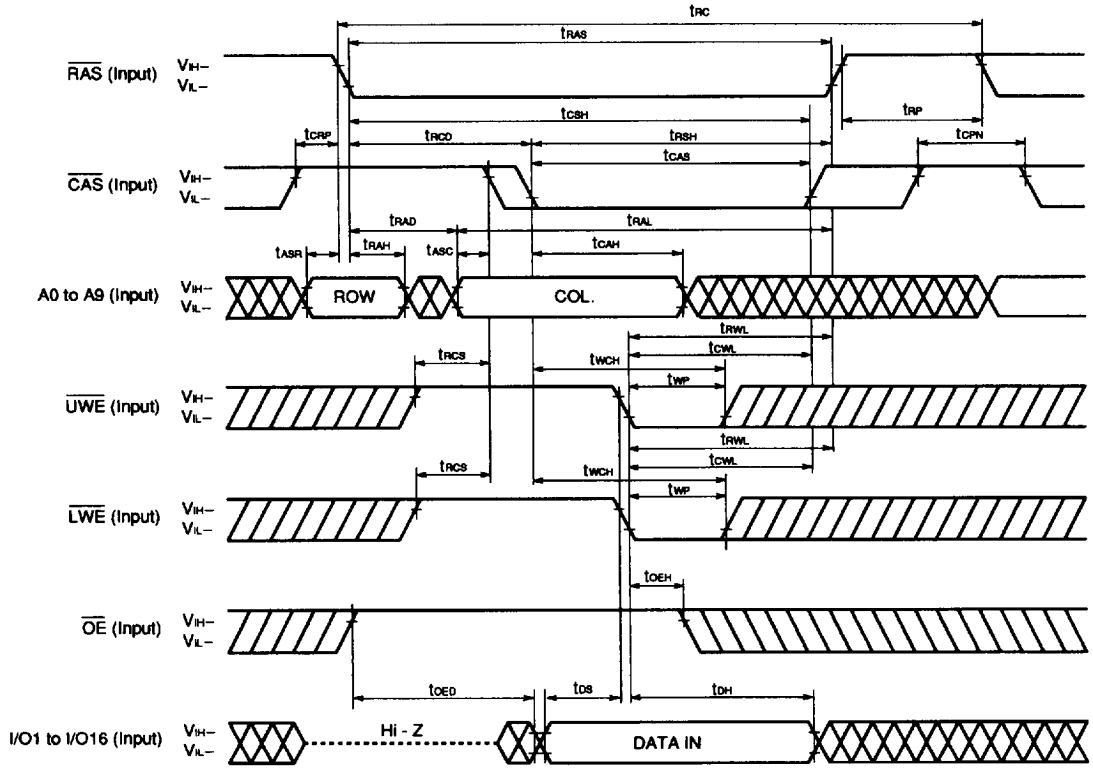 tRC
tRAS
RAS (Input) VIH–
VIL–
tCSH tRP
tCRP tRCD tRSH tCPN
tCAS
CAS (Input) VIH–
VIL–
tRAD tRAL
tASR tRAH tASC tCAH
A0 to A9 (Input) VIH–
VIL–
ROW COL.
tRWL
tRCS tCWL
tWCH
tWP
UWE (Input) VIH–
VIL–
tRWL
tRCS tWCH tCWL
tWP
LWE (Input) VIH–
VIL–
tOEH
OE (Input) VIH–
VIL–
tOED tDS tDH
I/O1 to I/O16 (Input) VIH–
VIL–
Hi - Z DATA IN